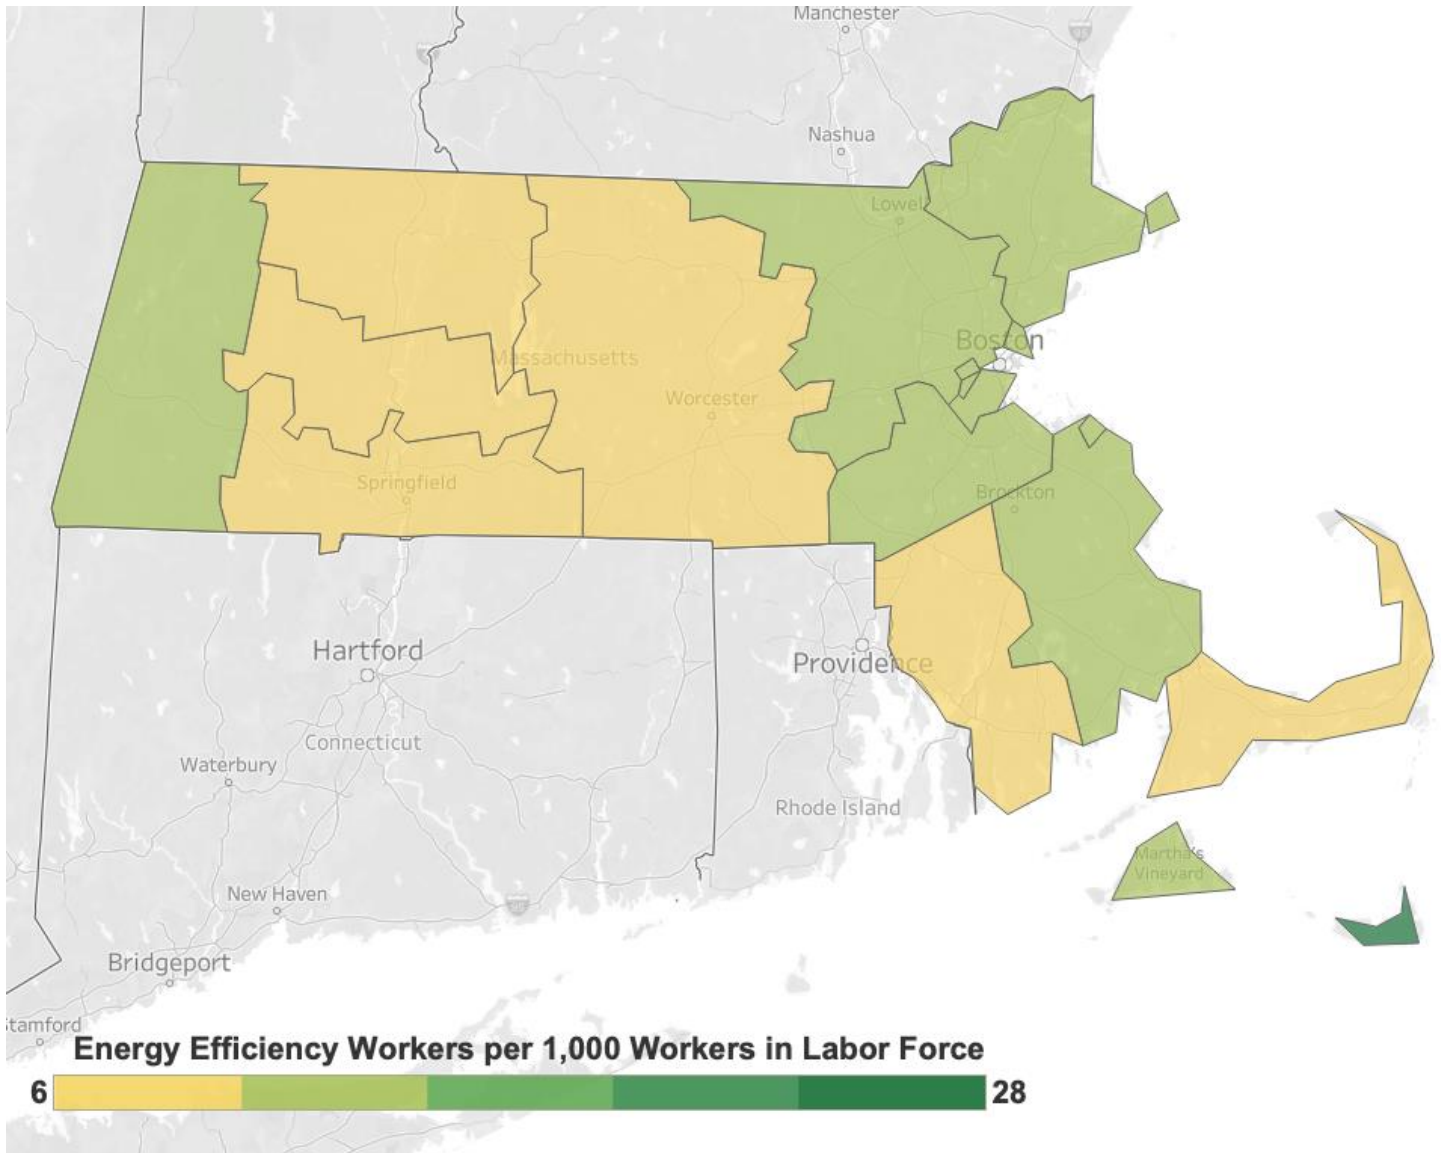 Manchester
Nashua
Lowell
Boston
Massachusetts
Worcester
Springfield
Brockton
Hartford
Providence
Connecticut
Waterbury
Rhode Island
Martha's
Vineyard
New Haven
Bridgeport
Stamford
Energy Efficiency Workers per 1,000 Workers in Labor Force
6 28